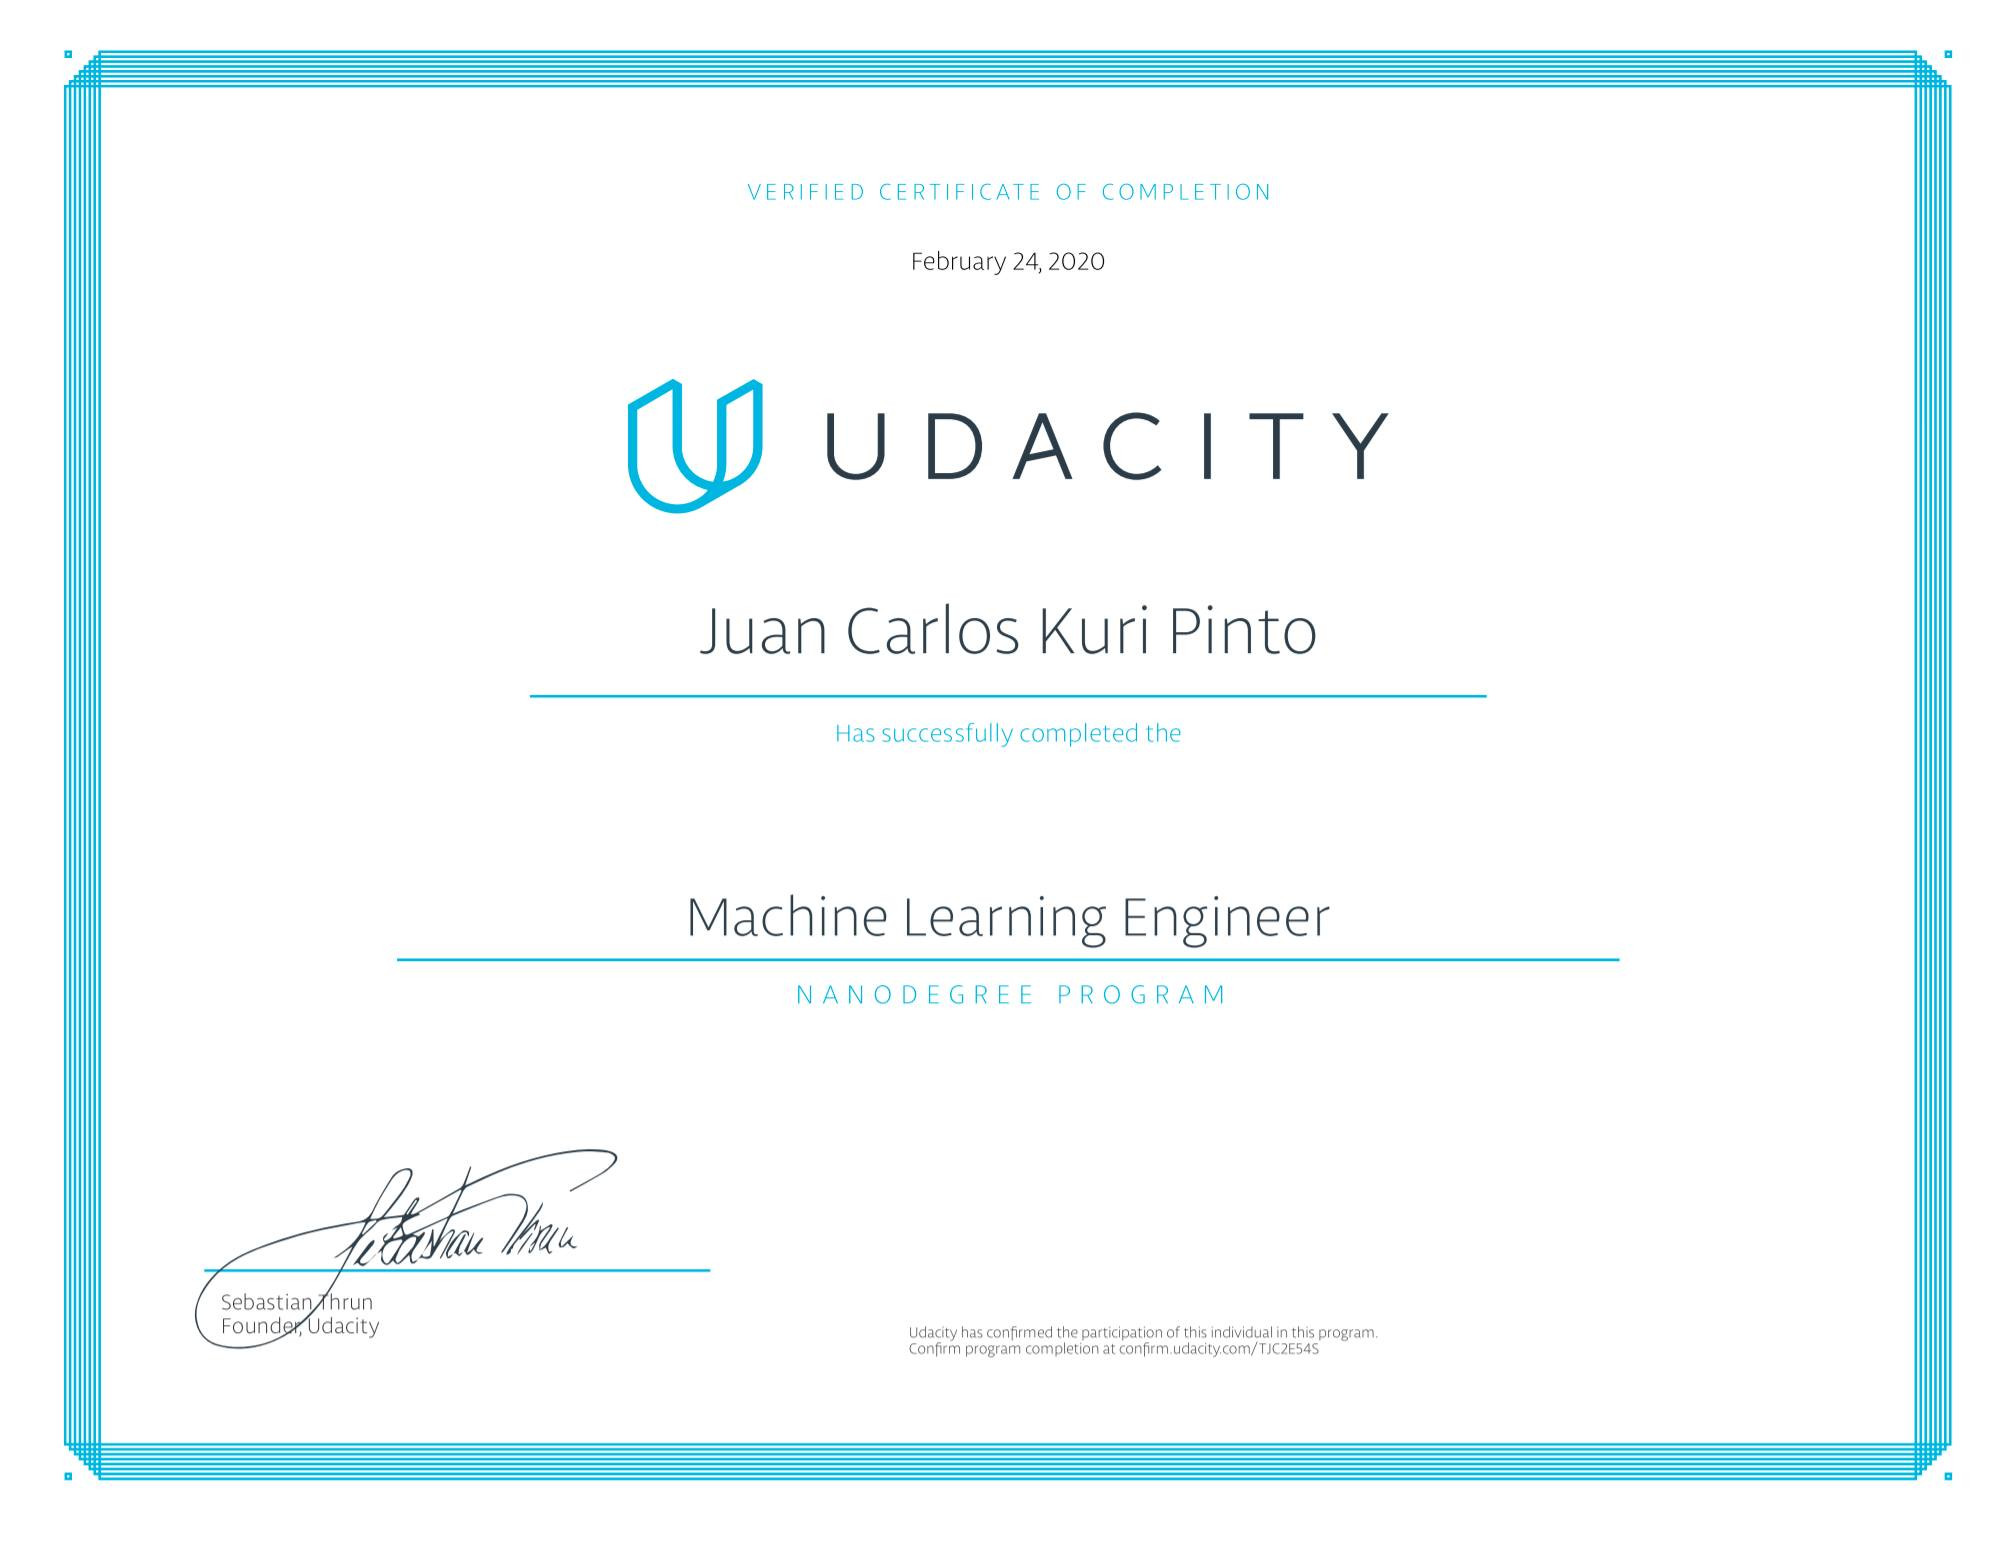 VERIFIED CERTIFICATE OF COMPLETION
February 24, 2020
UDACITY
Juan Carlos Kuri Pinto
Has successfully completed the
Machine Learning Engineer
NANODEGREE PROGRAM
Sebastian Thrun
Sebastian Thrun
Founder, Udacity
Udacity has confirmed the participation of this individual in this program.
Confirm program completion at confirm.udacity.com/TJC2E54S